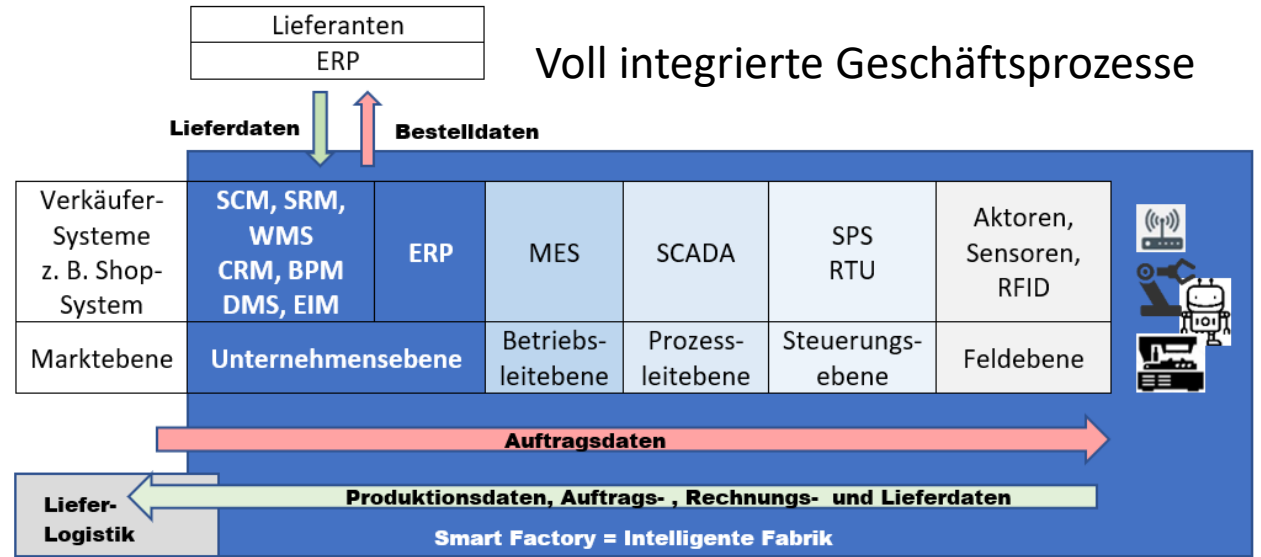 Lieferanten
ERP
Voll integrierte Geschäftsprozesse
Lieferdaten
Bestelldaten
Verkäufer-
Systeme
z. B. Shop-
System
SCM, SRM,
WMS
CRM, BPM
DMS, EIM
ERP
MES
SCADA
SPS
RTU
Aktoren,
Sensoren,
RFID
Marktebene
Unternehmensebene
Betriebs-
leitebene
Prozess-
leitebene
Steuerungs-
ebene
Feldebene
Auftragsdaten
Produktionsdaten, Auftrags- , Rechnungs- und Lieferdaten
Liefer-
Logistik
Smart Factory = Intelligente Fabrik